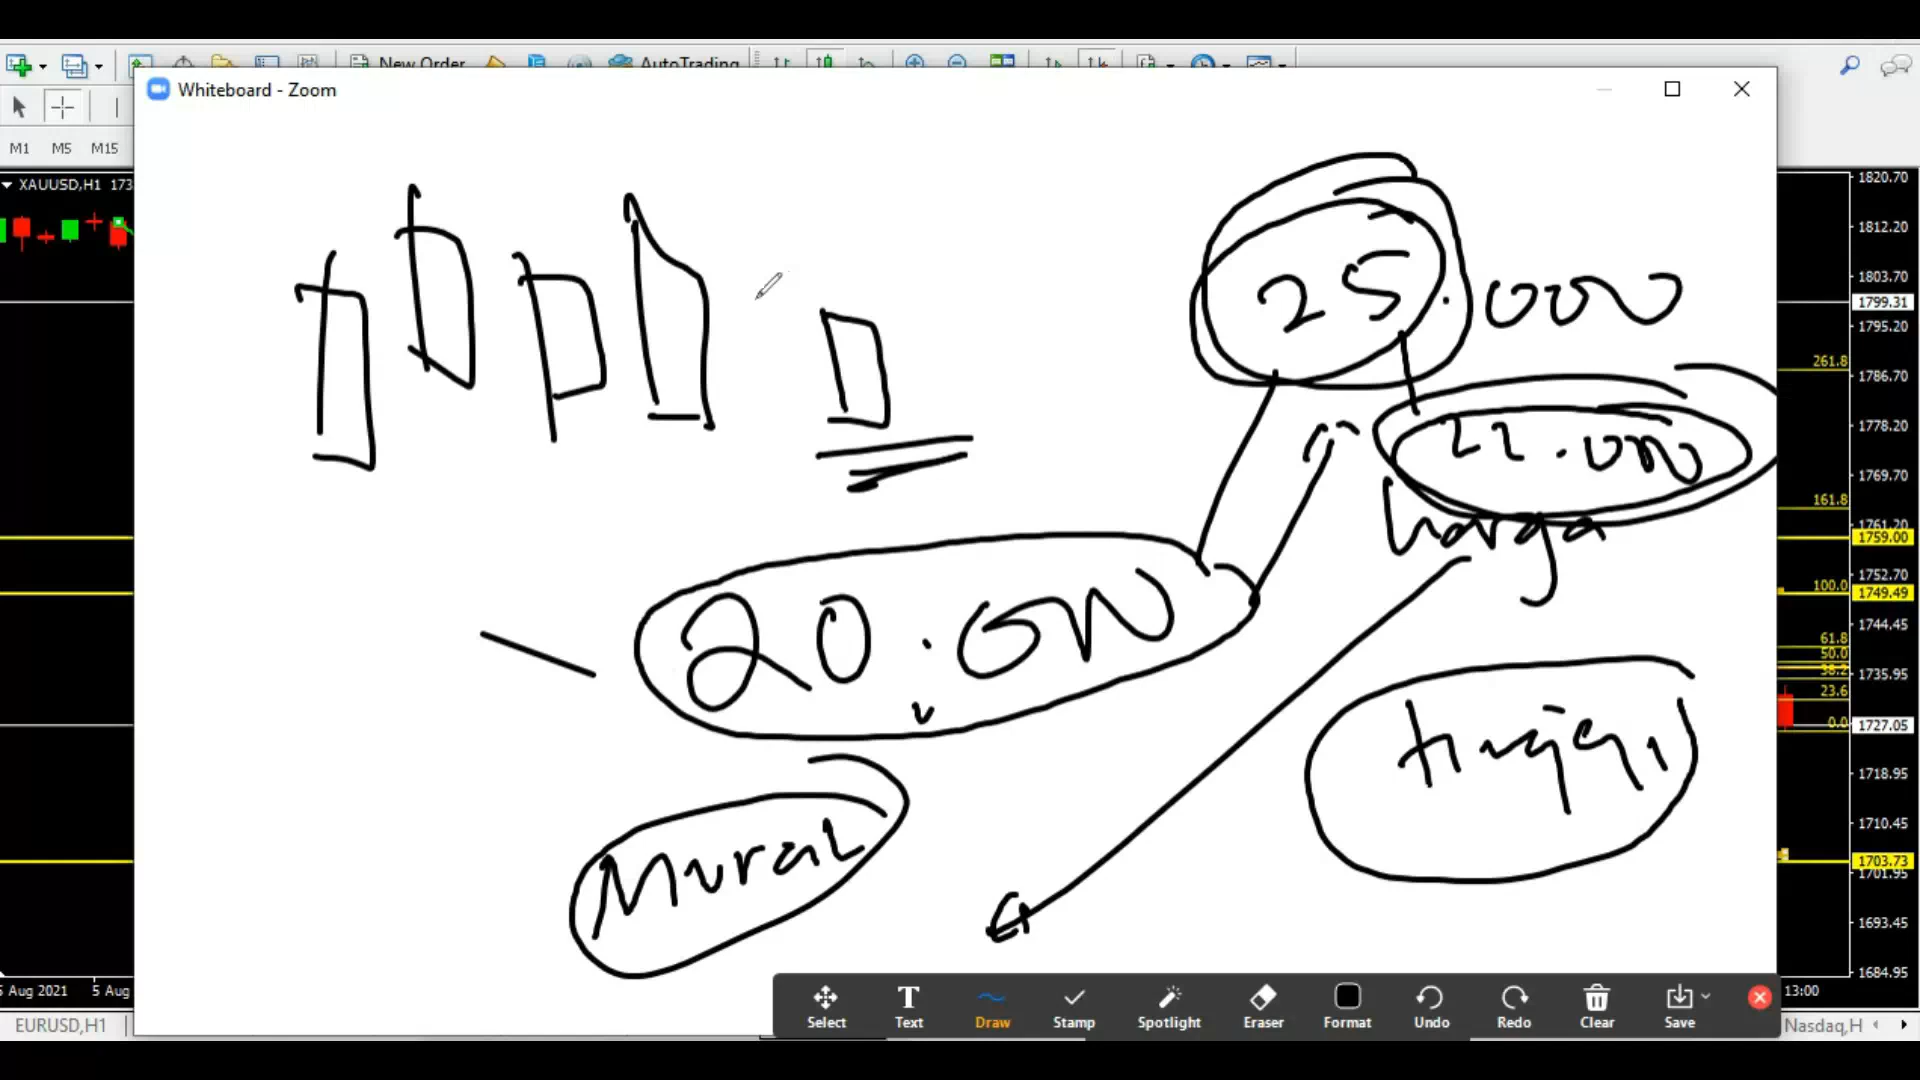 New Order
AutoTrading
Whiteboard - Zoom
M1 M5 M15
XAUUSD,H1 173
1820.70
1812.20
1803.70
1799.31
1795.20
261.8
1786.70
1778.20
1769.70
161.8
1761.20
1759.00
1752.70
100.0
1749.49
1744.45
61.8
50.0
38.2
1735.95
23.6
0.0
1727.05
1718.95
1710.45
1703.73
1701.95
1693.45
1684.95
25.000
22.000
harga
20.000
Murah
5 Aug 2021 5 Aug
13:00
EURUSD,H1
Nasdaq,H
Select
Text
Draw
Stamp
Spotlight
Eraser
Format
Undo
Redo
Clear
Save